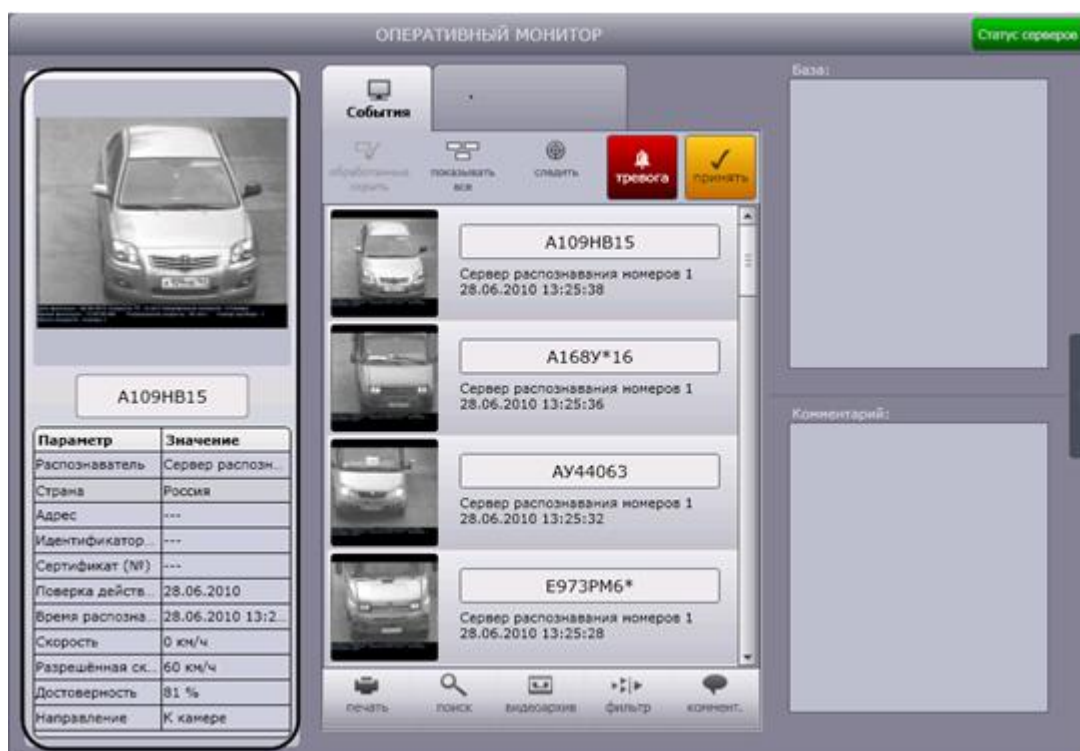 ОПЕРАТИВНЫЙ МОНИТОР
Статус серверов
А109НВ15
Параметр Значение
Распознаватель Сервер распозн...
Страна Россия
Адрес ---
Идентификатор... ---
Сертификат (№) ---
Поверка действ... 28.06.2010
Время распозна... 28.06.2010 13:2...
Скорость 0 км/ч
Разрешённая ск... 60 км/ч
Достоверность 81 %
Направление К камере
События
обработанные
скрыть
показывать
все
следить
тревога
принять
А109НВ15
Сервер распознавания номеров 1
28.06.2010 13:25:38
А168У*16
Сервер распознавания номеров 1
28.06.2010 13:25:36
АУ44063
Сервер распознавания номеров 1
28.06.2010 13:25:32
Е973РМ6*
Сервер распознавания номеров 1
28.06.2010 13:25:28
печать
поиск
видеоархив
фильтр
коммент.
База:
Комментарий: